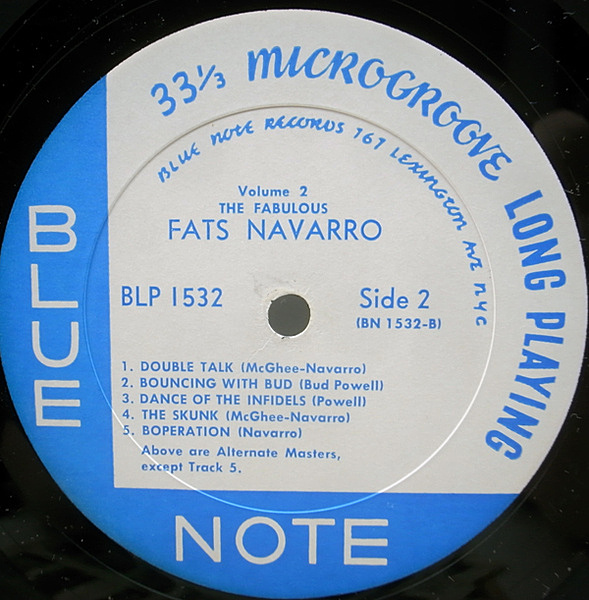 33⅓ MICROGROOVE LONG PLAYING
BLUE NOTE RECORDS 767 LEXINGTON AVE NYC
Volume 2
THE FABULOUS
FATS NAVARRO
BLP 1532
Side 2
(BN 1532-B)
1. DOUBLE TALK (McGhee-Navarro)
2. BOUNCING WITH BUD (Bud Powell)
3. DANCE OF THE INFIDELS (Powell)
4. THE SKUNK (McGhee-Navarro)
5. BOPERATION (Navarro)
Above are Alternate Masters,
except Track 5.
BLUE
NOTE